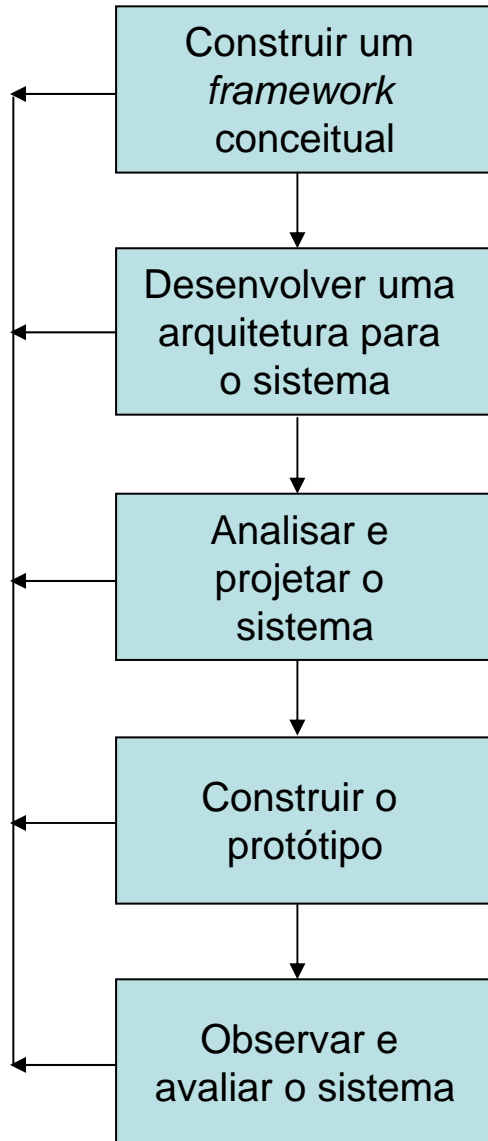 Construir um
framework
conceitual
Desenvolver uma
arquitetura para
o sistema
Analisar e
projetar o
sistema
Construir o
protótipo
Observar e
avaliar o sistema